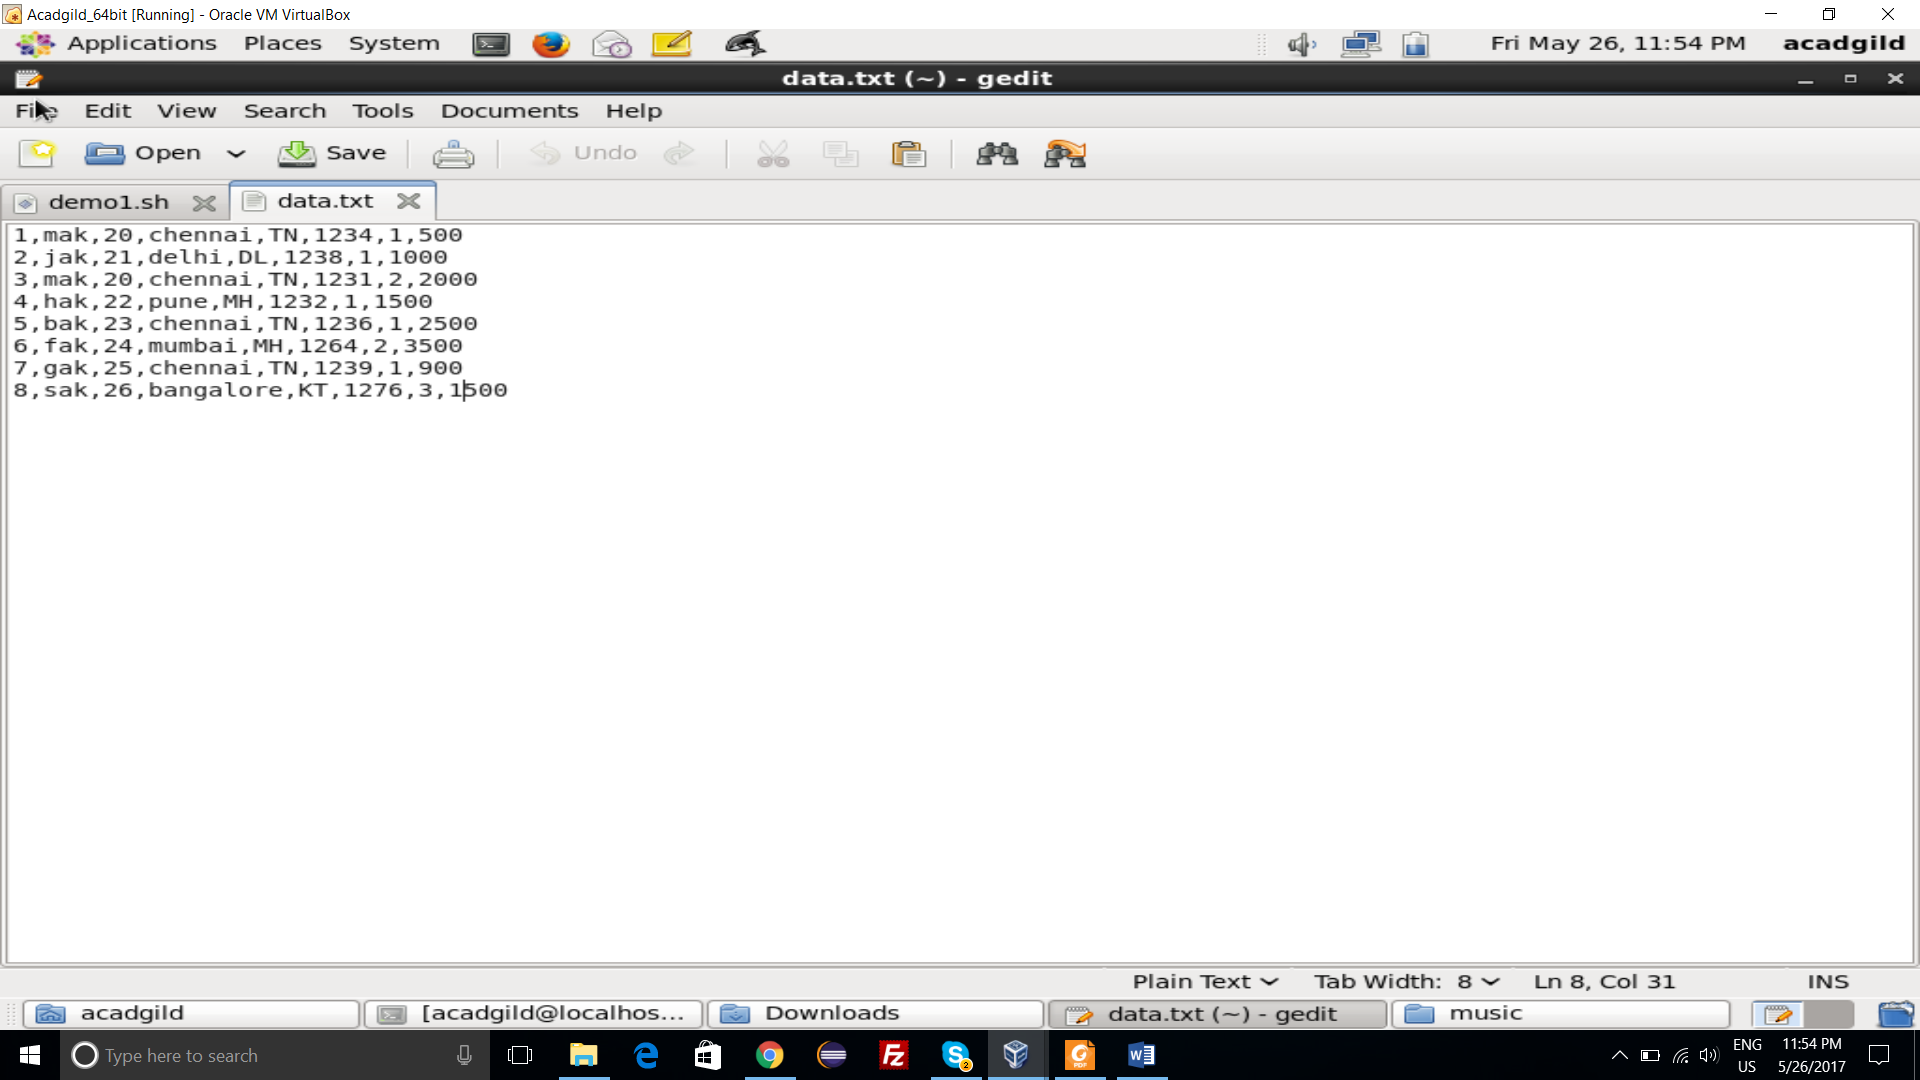 Acadgild_64bit [Running] - Oracle VM VirtualBox
Applications Places System Fri May 26, 11:54 PM acadgild
data.txt (~) - gedit
File Edit View Search Tools Documents Help
Open Save Undo
demo1.sh data.txt
1,mak,20,chennai,TN,1234,1,500
2,jak,21,delhi,DL,1238,1,1000
3,mak,20,chennai,TN,1231,2,2000
4,hak,22,pune,MH,1232,1,1500
5,bak,23,chennai,TN,1236,1,2500
6,fak,24,mumbai,MH,1264,2,3500
7,gak,25,chennai,TN,1239,1,900
8,sak,26,bangalore,KT,1276,3,1500
Plain Text Tab Width: 8 Ln 8, Col 31 INS
acadgild [acadgild@localhos... Downloads data.txt (~) - gedit music
Type here to search ENG 11:54 PM
US 5/26/2017